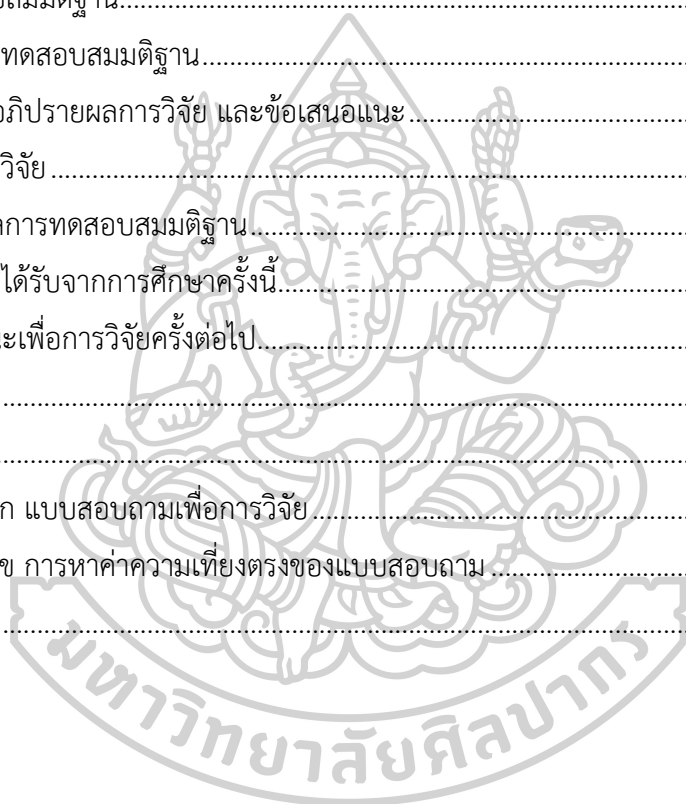 ทดสอบสมมติฐาน
อภิปรายผลการวิจัย และข้อเสนอแนะ
วิจัย
การทดสอบสมมติฐาน
ได้รับจากการศึกษาครั้งนี้
เพื่อการวิจัยครั้งต่อไป
ก แบบสอบถามเพื่อการวิจัย
ข การหาค่าความเที่ยงตรงของแบบสอบถาม
มหาวิทยาลัยศิลปากร